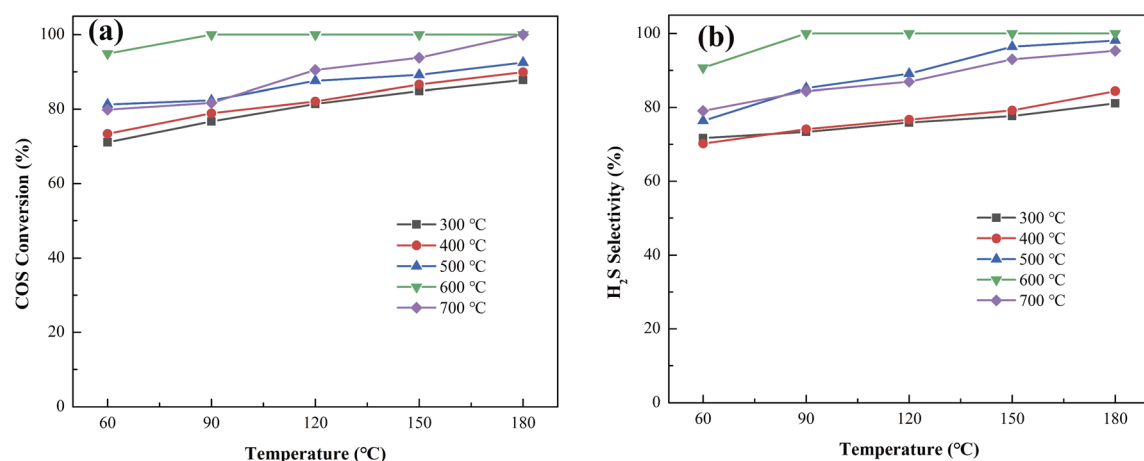 (a)
COS Conversion (%)
100
80
60
40
20
0
300 ℃
400 ℃
500 ℃
600 ℃
700 ℃
60 90 120 150 180
Temperature (℃)
(b)
H₂S Selectivity (%)
100
80
60
40
20
0
300 ℃
400 ℃
500 ℃
600 ℃
700 ℃
60 90 120 150 180
Temperature (℃)